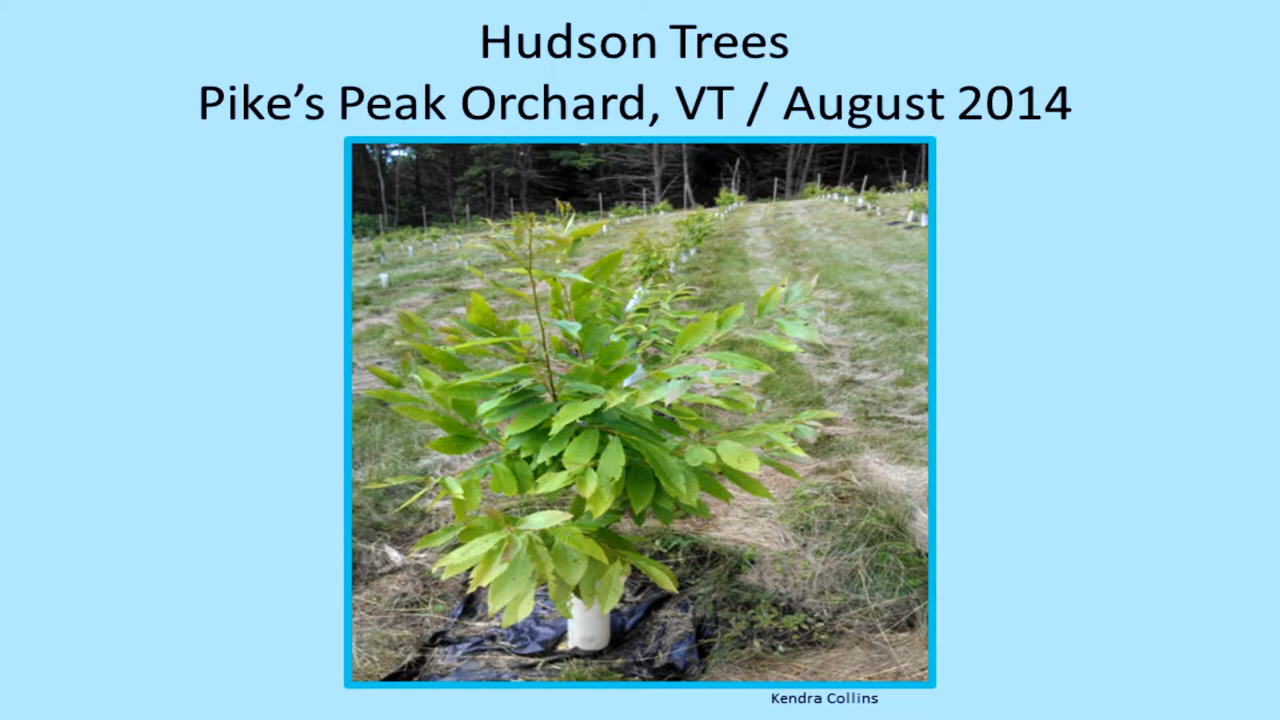 Hudson Trees
Pike’s Peak Orchard, VT / August 2014
Kendra Collins